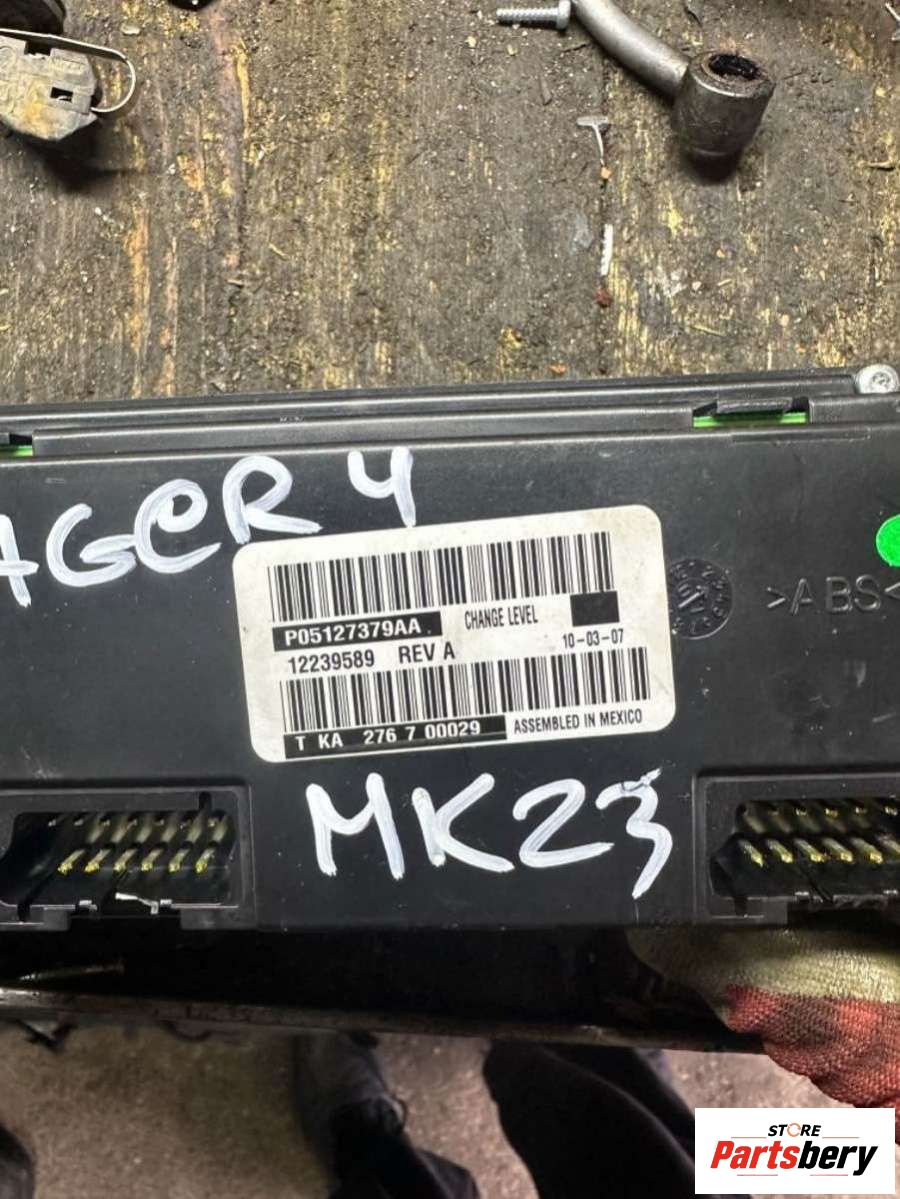 AGER 4
P05127379AA CHANGE LEVEL
12239589 REV A 10-03-07
T KA 276 7 00029 ASSEMBLED IN MEXICO
>ABS<
MK23
STORE
Partsbery